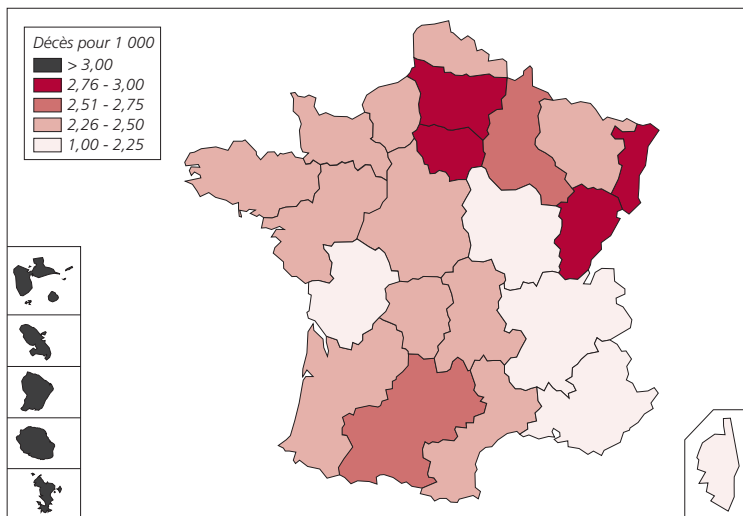 Décès pour 1 000
> 3,00
2,76 - 3,00
2,51 - 2,75
2,26 - 2,50
1,00 - 2,25